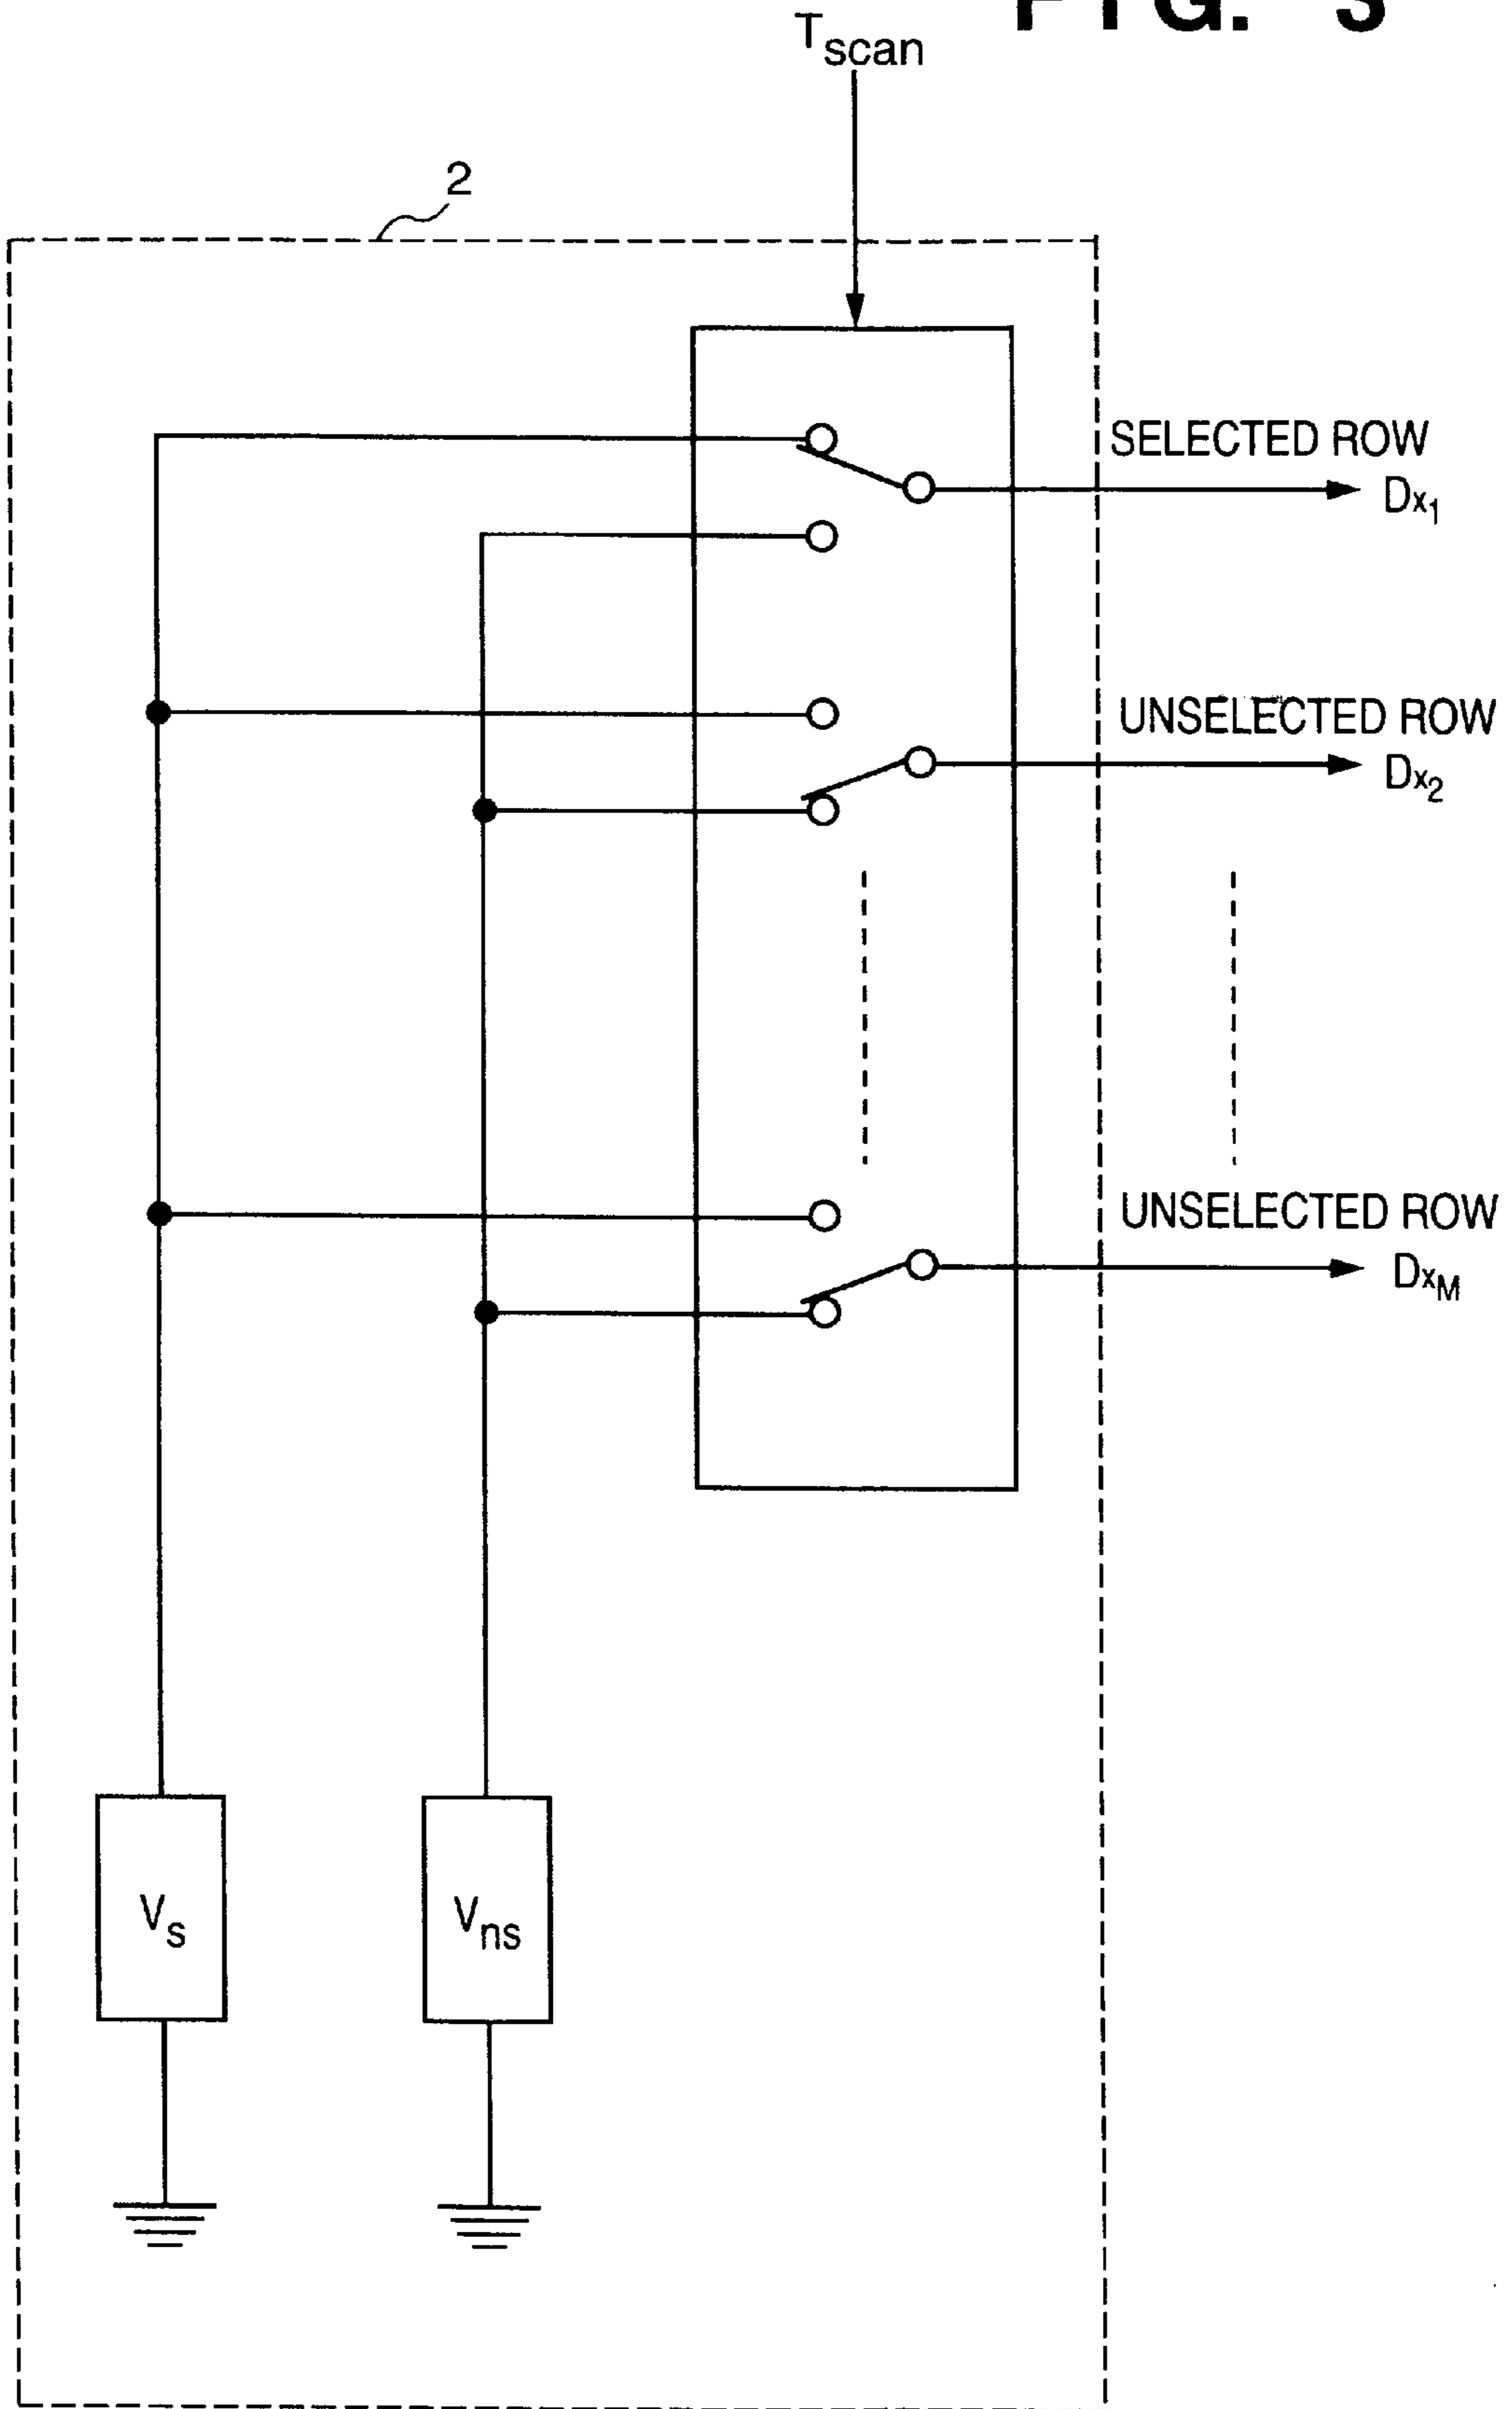 FIG. 3
Tscan
2
SELECTED ROW
Dx1
UNSELECTED ROW
Dx2
UNSELECTED ROW
DxM
Vs
Vns